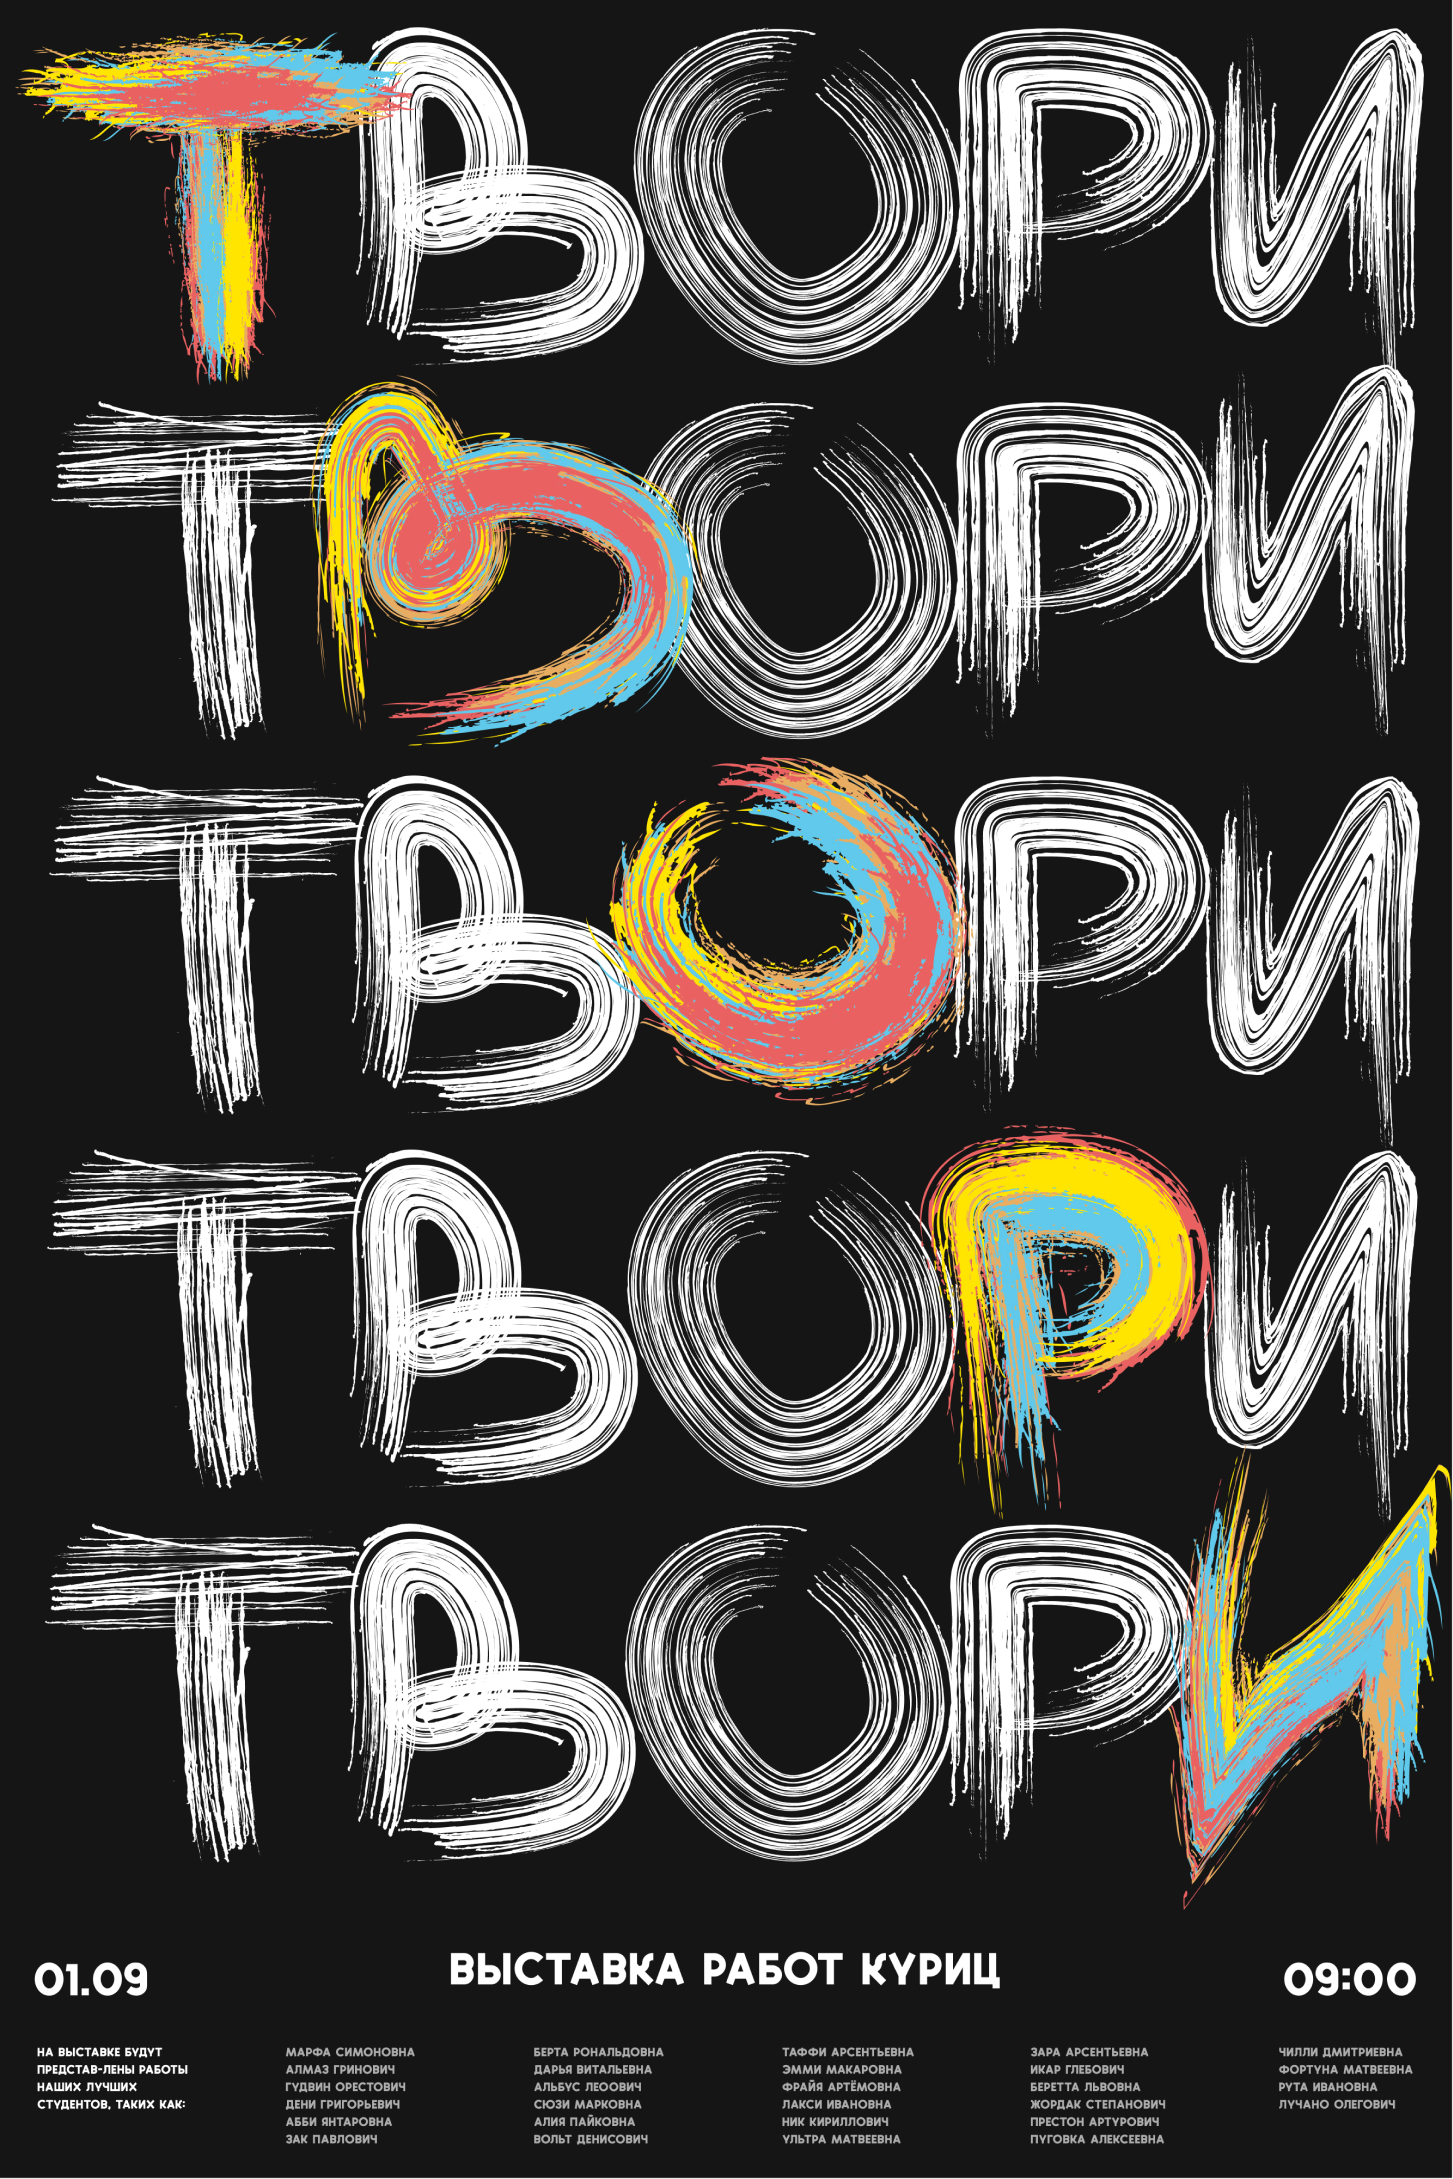 ТВОРИ
ТВОРИ
ТВОРИ
ТВОРИ
ТВОРИ
01.09
ВЫСТАВКА РАБОТ КУРИЦ
09:00
НА ВЫСТАВКЕ БУДУТ
ПРЕДСТАВ-ЛЕНЫ РАБОТЫ
НАШИХ ЛУЧШИХ
СТУДЕНТОВ, ТАКИХ КАК:
МАРФА СИМОНОВНА
АЛМАЗ ГРИНОВИЧ
ГУДВИН ОРЕСТОВИЧ
ДЕНИ ГРИГОРЬЕВИЧ
АББИ ЯНТАРОВНА
ЗАК ПАВЛОВИЧ
БЕРТА РОНАЛЬДОВНА
ДАРЬЯ ВИТАЛЬЕВНА
АЛЬБУС ЛЕООВИЧ
СЮЗИ МАРКОВНА
АЛИЯ ПАЙКОВНА
ВОЛЬТ ДЕНИСОВИЧ
ТАФФИ АРСЕНТЬЕВНА
ЭММИ МАКАРОВНА
ФРАЙЯ АРТЁМОВНА
ЛАКСИ ИВАНОВНА
НИК КИРИЛЛОВИЧ
УЛЬТРА МАТВЕЕВНА
ЗАРА АРСЕНТЬЕВНА
ИКАР ГЛЕБОВИЧ
БЕРЕТТА ЛЬВОВНА
ЖОРДАК СТЕПАНОВИЧ
ПРЕСТОН АРТУРОВИЧ
ПУГОВКА АЛЕКСЕЕВНА
ЧИЛЛИ ДМИТРИЕВНА
ФОРТУНА МАТВЕЕВНА
РУТА ИВАНОВНА
ЛУЧАНО ОЛЕГОВИЧ